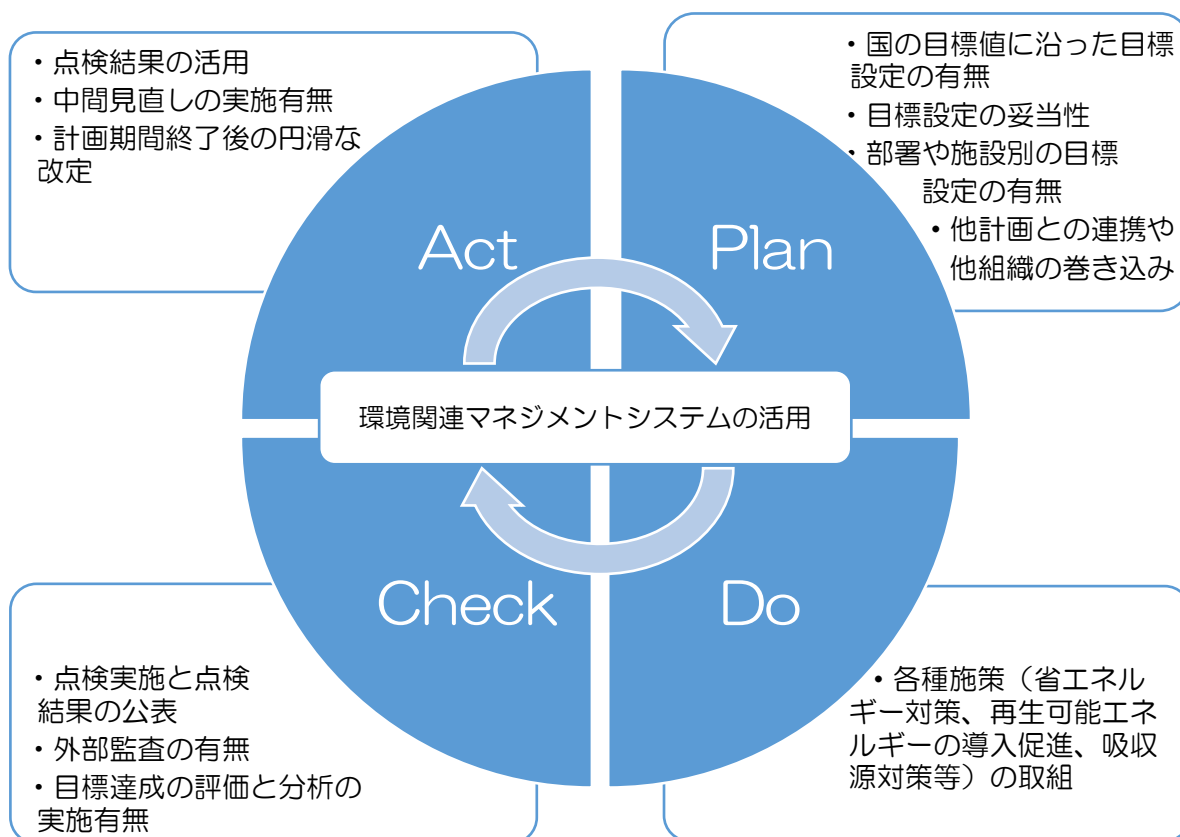 ・点検結果の活用
・中間見直しの実施有無
・計画期間終了後の円滑な
改定
・国の目標値に沿った目標
設定の有無
・目標設定の妥当性
・部署や施設別の目標
設定の有無
・他計画との連携や
他組織の巻き込み
Act
Plan
環境関連マネジメントシステムの活用
Check
Do
・点検実施と点検
結果の公表
・外部監査の有無
・目標達成の評価と分析の
実施有無
・各種施策（省エネル
ギー対策、再生可能エネ
ルギーの導入促進、吸収
源対策等）の取組